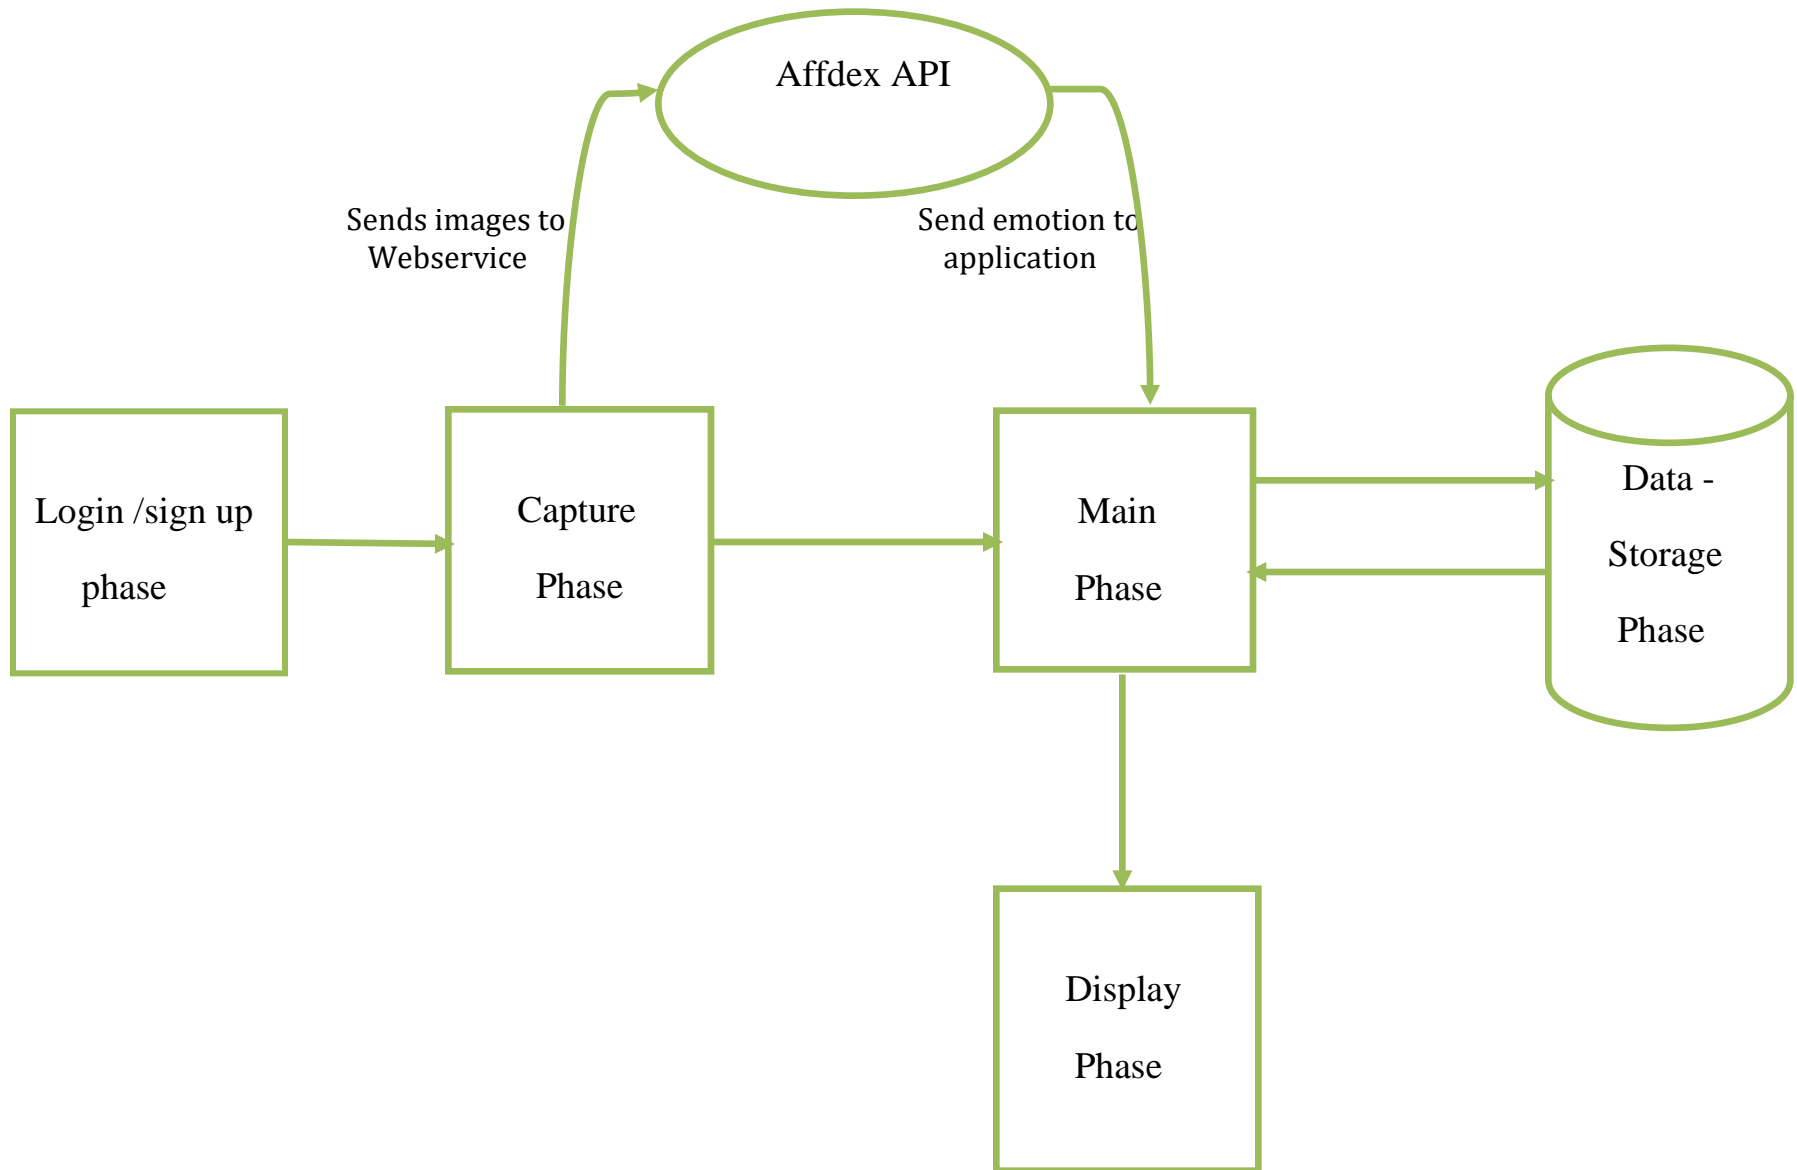 Affdex API
Sends images to
Webservice
Send emotion to
application
Login /sign up
phase
Capture
Phase
Main
Phase
Data -
Storage
Phase
Display
Phase